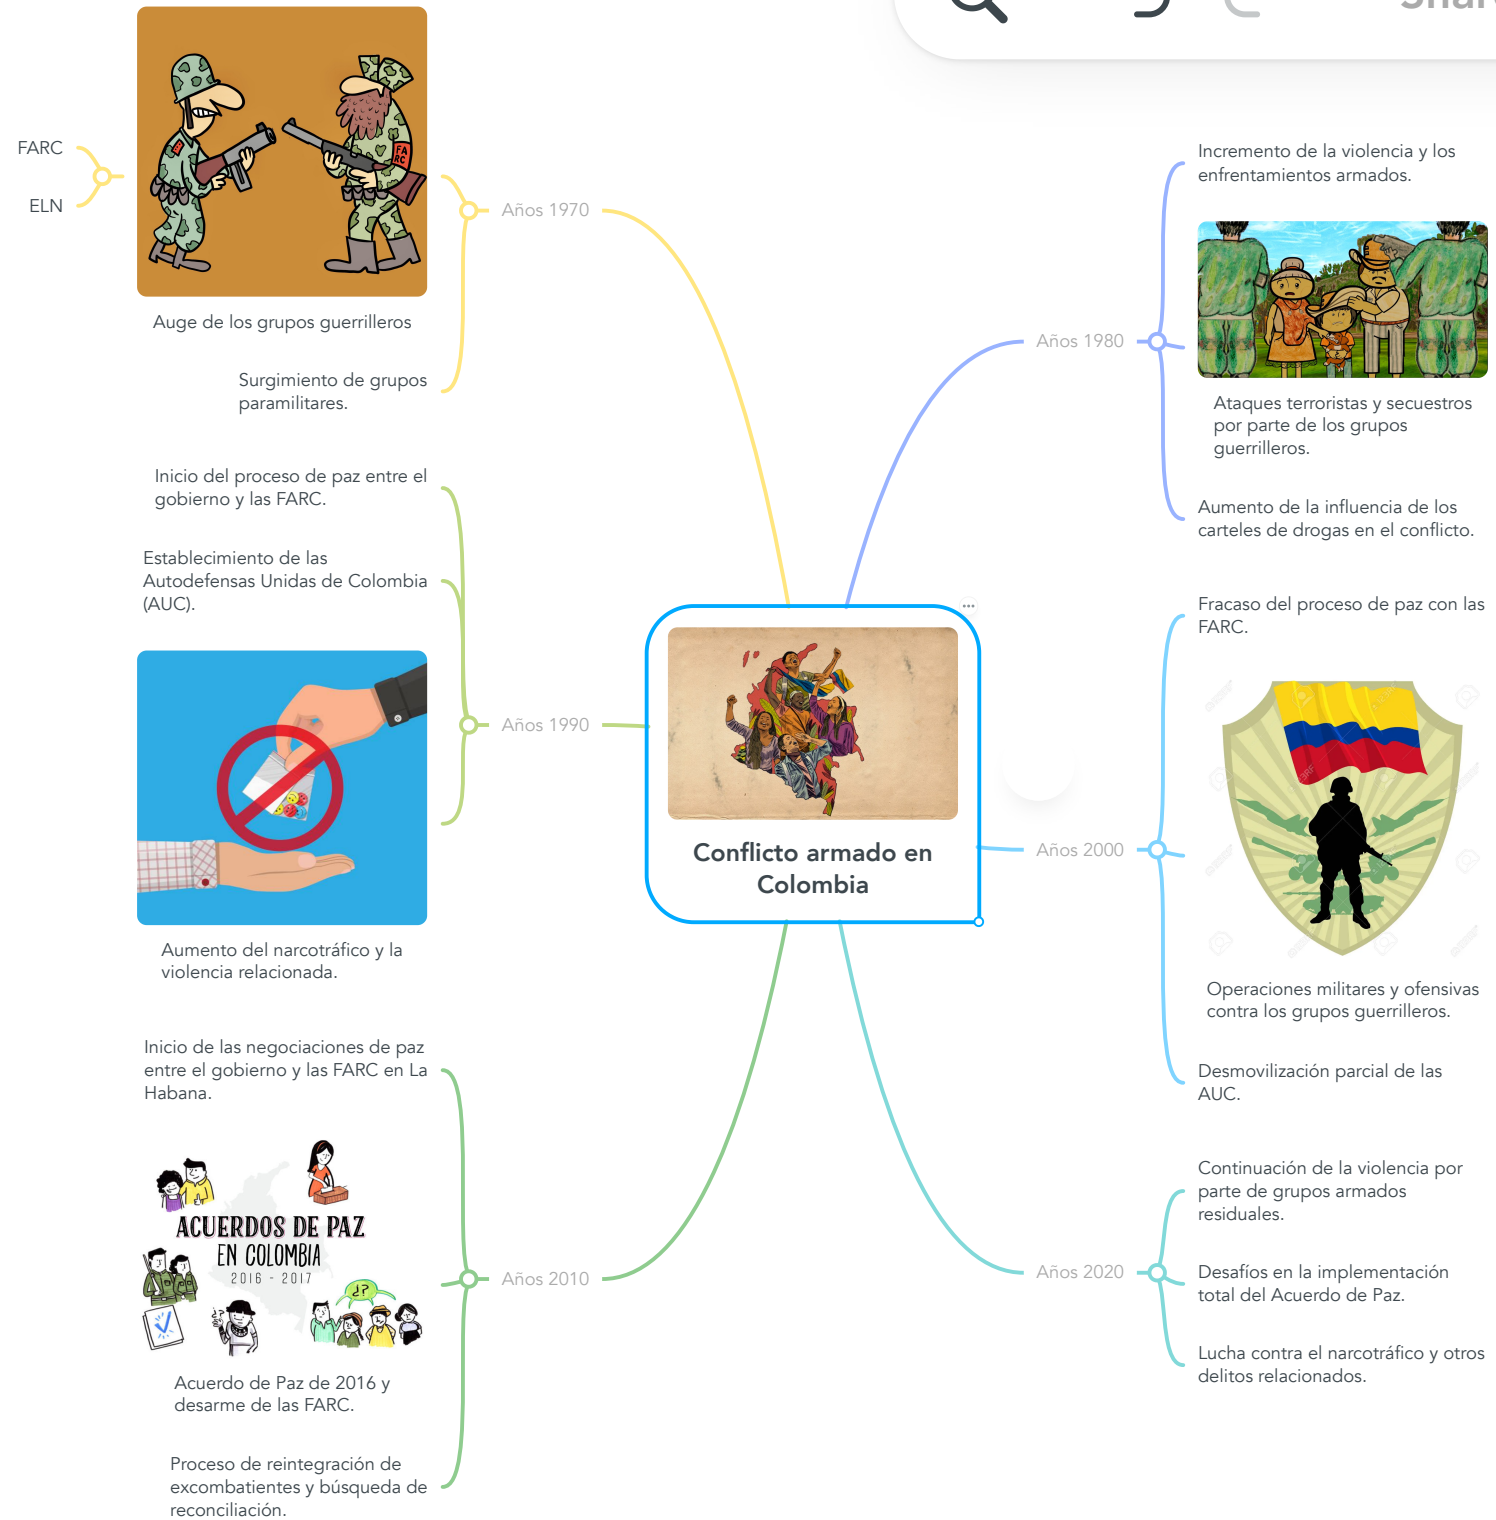 FARC
ELN
FA
RC
Auge de los grupos guerrilleros
Surgimiento de grupos
paramilitares.
Años 1970
Inicio del proceso de paz entre el
gobierno y las FARC.
Establecimiento de las
Autodefensas Unidas de Colombia
(AUC).
Aumento del narcotráfico y la
violencia relacionada.
Años 1990
Inicio de las negociaciones de paz
entre el gobierno y las FARC en La
Habana.
ACUERDOS DE PAZ
EN COLOMBIA
2016 - 2017
¿?
Acuerdo de Paz de 2016 y
desarme de las FARC.
Proceso de reintegración de
excombatientes y búsqueda de
reconciliación.
Años 2010
Conflicto armado en
Colombia
Años 1980
Incremento de la violencia y los
enfrentamientos armados.
Ataques terroristas y secuestros
por parte de los grupos
guerrilleros.
Aumento de la influencia de los
carteles de drogas en el conflicto.
Años 2000
Fracaso del proceso de paz con las
FARC.
Operaciones militares y ofensivas
contra los grupos guerrilleros.
Desmovilización parcial de las
AUC.
Años 2020
Continuación de la violencia por
parte de grupos armados
residuales.
Desafíos en la implementación
total del Acuerdo de Paz.
Lucha contra el narcotráfico y otros
delitos relacionados.